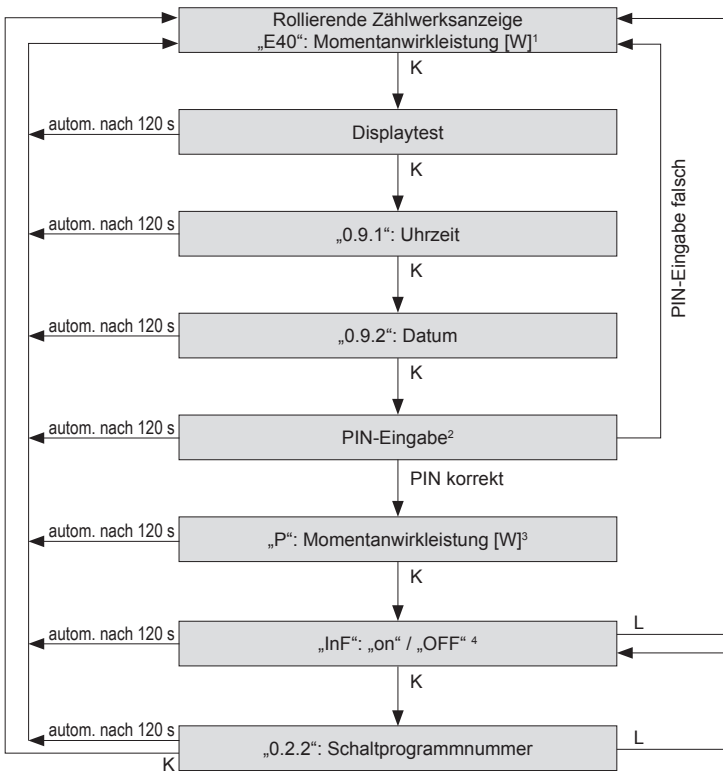 Rollierende Zählwerksanzeige
„E40“: Momentanwirkleistung [W]¹
K
autom. nach 120 s
Displaytest
K
autom. nach 120 s
„0.9.1“: Uhrzeit
K
PIN-Eingabe falsch
autom. nach 120 s
„0.9.2“: Datum
K
autom. nach 120 s
PIN-Eingabe²
PIN korrekt
autom. nach 120 s
„P“: Momentanwirkleistung [W]³
K
autom. nach 120 s
„InF“: „on“ / „OFF“ ⁴
L
K
autom. nach 120 s
„0.2.2“: Schaltprogrammnummer
L
K